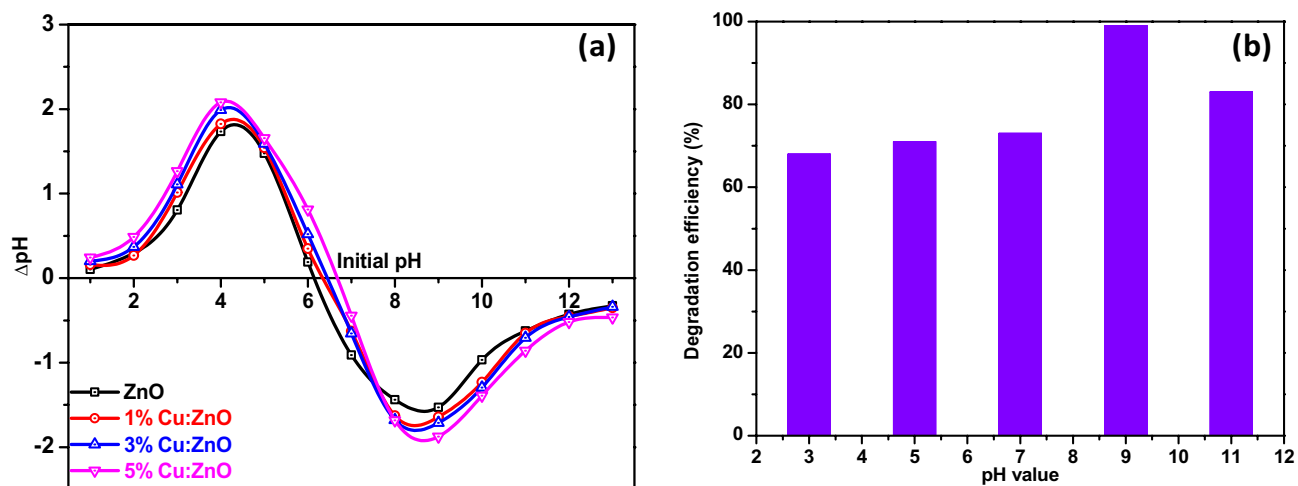 (a)
3
2
1
0
-1
-2
ΔpH
Initial pH
2 4 6 8 10 12
ZnO
1% Cu:ZnO
3% Cu:ZnO
5% Cu:ZnO
(b)
100
80
60
40
20
0
Degradation efficiency (%)
2 3 4 5 6 7 8 9 10 11 12
pH value